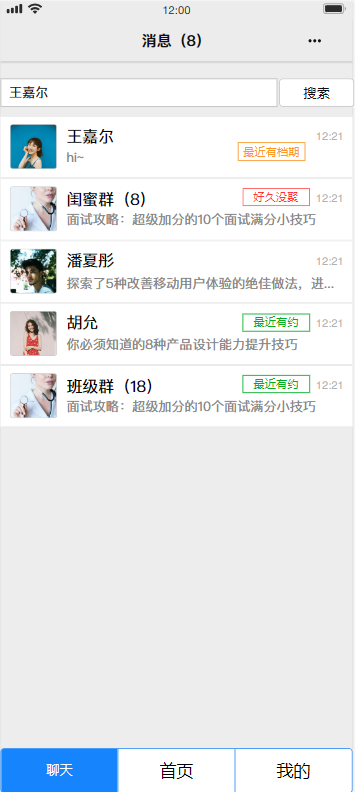 12:00
消息（8）
王嘉尔
搜索
王嘉尔
12:21
hi~
最近有档期
闺蜜群（8）
好久没聚
12:21
面试攻略：超级加分的10个面试满分小技巧
潘夏彤
12:21
探索了5种改善移动用户体验的绝佳做法，进...
胡允
最近有约
12:21
你必须知道的8种产品设计能力提升技巧
班级群（18）
最近有约
12:21
面试攻略：超级加分的10个面试满分小技巧
聊天
首页
我的